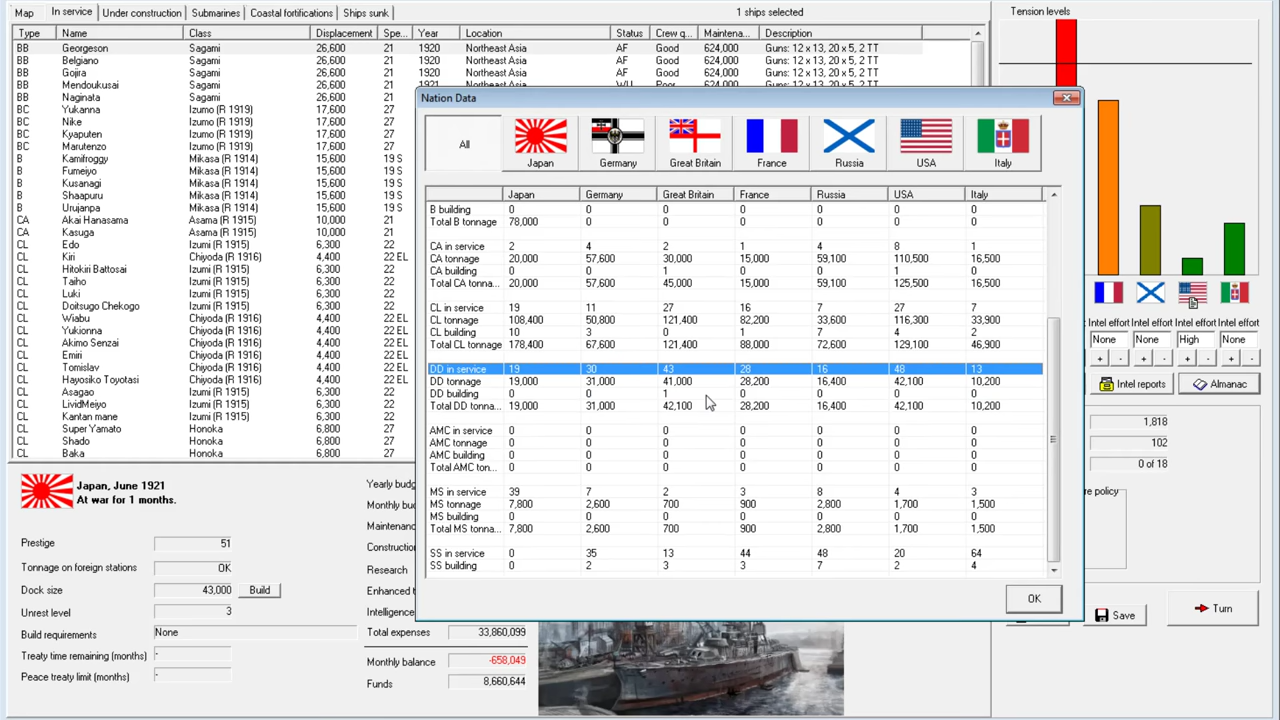 Map In service Under construction Submarines Coastal fortifications Ships sunk 1 ships selected Tension levels
Type Name Class Displacement Spe... Year Location Status Crew q... Maintena... Description
BB Georgeson Sagami 26,600 21 1920 Northeast Asia AF Good 624,000 Guns: 12 x 13, 20 x 5, 2 TT
BB Belgiano Sagami 26,600 21 1920 Northeast Asia AF Good 624,000 Guns: 12 x 13, 20 x 5, 2 TT
BB Gojira Sagami 26,600 21 1920 Northeast Asia AF Good 624,000 Guns: 12 x 13, 20 x 5, 2 TT
BB Mendoukusai Sagami 26,600 21 1921 Northeast Asia WU Poor 624,000 Guns: 12 x 13, 20 x 5, 2 TT
BB Naginata Sagami 26,600 21
BC Yukanna Izumo (R 1919) 17,600 27
BC Nike Izumo (R 1919) 17,600 27
BC Kyaputen Izumo (R 1919) 17,600 27
BC Marutenzo Izumo (R 1919) 17,600 27
B Kamifroggy Mikasa (R 1914) 15,600 19 S
B Fumeiyo Mikasa (R 1914) 15,600 19 S
B Kusanagi Mikasa (R 1914) 15,600 19 S
B Shaapuru Mikasa (R 1914) 15,600 19 S
B Urujanpa Mikasa (R 1914) 15,600 19 S
CA Akai Hanasama Asama (R 1915) 10,000 21
CA Kasuga Asama (R 1915) 10,000 21
CL Edo Izumi (R 1915) 6,300 22
CL Kiri Chiyoda (R 1916) 4,400 22 EL
CL Hitokiri Battosai Izumi (R 1915) 6,300 22
CL Taiho Izumi (R 1915) 6,300 22
CL Luki Izumi (R 1915) 6,300 22
CL Doitsugo Chekogo Izumi (R 1915) 6,300 22
CL Wiabu Chiyoda (R 1916) 4,400 22 EL
CL Yukionna Chiyoda (R 1916) 4,400 22 EL
CL Akimo Senzai Chiyoda (R 1916) 4,400 22 EL
CL Emiri Chiyoda (R 1916) 4,400 22 EL
CL Tomislav Chiyoda (R 1916) 4,400 22 EL
CL Hayosiko Toyotasi Chiyoda (R 1916) 4,400 22 EL
CL Asagao Izumi (R 1915) 6,300 22
CL LividMeiyo Izumi (R 1915) 6,300 22
CL Kantan mane Izumi (R 1915) 6,300 22
CL Super Yamato Honoka 6,800 27
CL Shado Honoka 6,800 27
CL Baka Honoka 6,800 27
Nation Data
All Japan Germany Great Britain France Russia USA Italy
Japan Germany Great Britain France Russia USA Italy
B building 0 0 0 0 0 0 0
Total B tonnage 78,000 0 0 0 0 0 0
CA in service 2 4 2 1 4 8 1
CA tonnage 20,000 57,600 30,000 15,000 59,100 110,500 16,500
CA building 0 0 1 0 0 1 0
Total CA tonna... 20,000 57,600 45,000 15,000 59,100 125,500 16,500
CL in service 19 11 27 16 7 27 7
CL tonnage 108,400 50,800 121,400 82,200 33,600 116,300 33,900
CL building 10 3 0 1 7 4 2
Total CL tonnage 178,400 67,600 121,400 88,000 72,600 129,100 46,900
DD in service 19 30 43 28 16 48 13
DD tonnage 19,000 31,000 41,000 28,200 16,400 42,100 10,200
DD building 0 0 1 0 0 0 0
Total DD tonna... 19,000 31,000 42,100 28,200 16,400 42,100 10,200
AMC in service 0 0 0 0 0 0 0
AMC tonnage 0 0 0 0 0 0 0
AMC building 0 0 0 0 0 0 0
Total AMC ton... 0 0 0 0 0 0 0
MS in service 39 7 2 3 8 4 3
MS tonnage 7,800 2,600 700 900 2,800 1,700 1,500
MS building 0 0 0 0 0 0 0
Total MS tonna... 7,800 2,600 700 900 2,800 1,700 1,500
SS in service 0 35 13 44 48 20 64
SS building 0 2 3 3 7 2 4
OK
Intel effort Intel effort Intel effort
None None High None
+ - + - + - + -
Intel reports Almanac
1,818
102
0 of 18
re policy
Save Turn
Japan, June 1921
At war for 1 months.
Prestige 51
Tonnage on foreign stations OK
Dock size 43,000 Build
Unrest level 3
Build requirements None
Treaty time remaining (months) -
Peace treaty limit (months) -
Yearly budg
Monthly bu
Mainten
Constructio
Research
Enhanced t
Intelligenc
Total expenses 33,860,099
Monthly balance -658,049
Funds 8,660,644